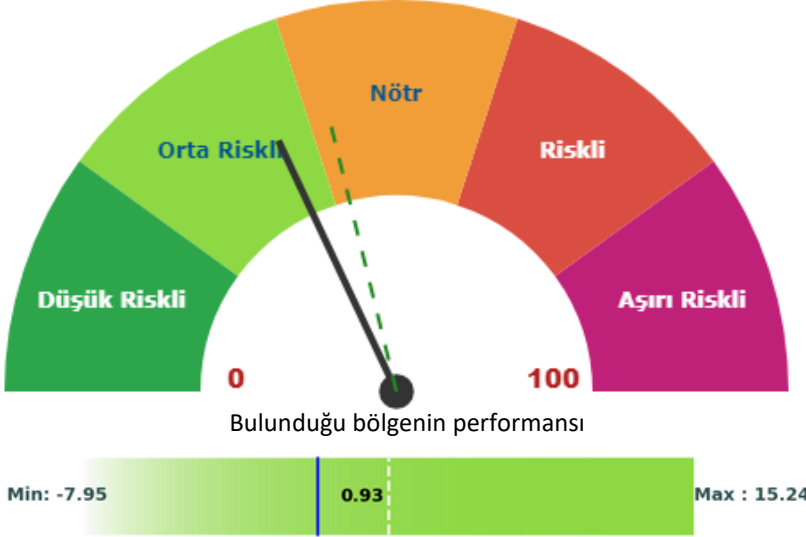 Nötr
Orta Riskli
Riskli
Düşük Riskli
Aşırı Riskli
0
100
Bulunduğu bölgenin performansı
Min: -7.95
0.93
Max : 15.24